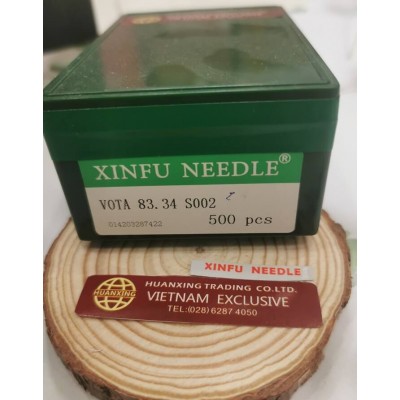 XINFU NEEDLE®
VOTA 83.34 S002
500 pcs
014203287422
XINFU NEEDLE
HUANXING
HUANXING TRADING CO.LTD.
VIETNAM EXCLUSIVE
TEL:(028) 6287 4050